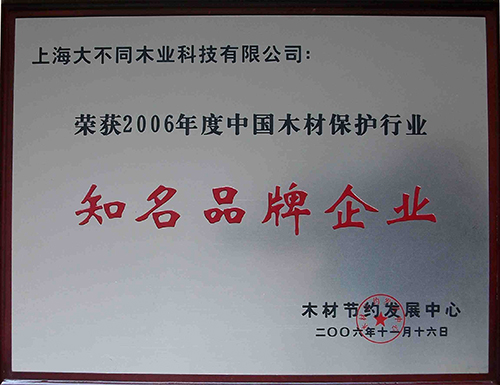 上海大不同木业科技有限公司：
荣获2006年度中国木材保护行业
知名品牌企业
木材节约发展中心
二〇〇六年十一月十六日